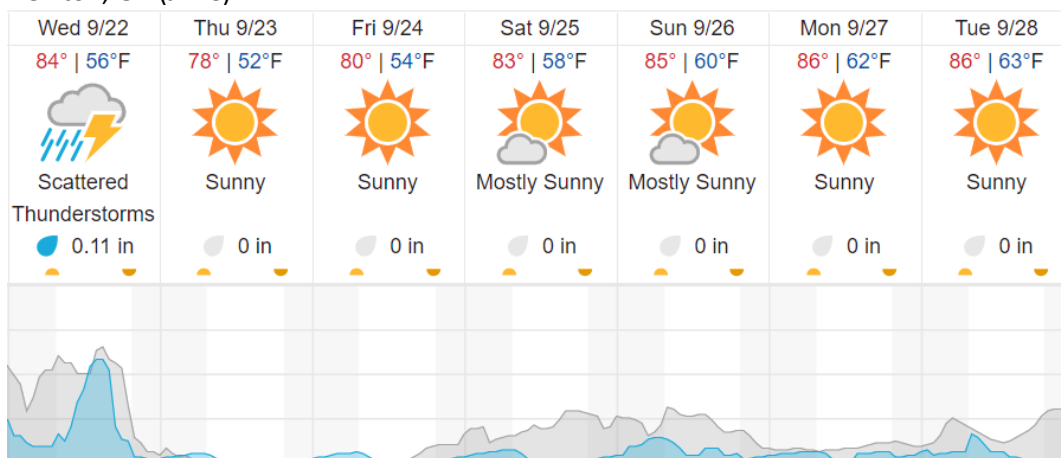 Wed 9/22 Thu 9/23 Fri 9/24 Sat 9/25 Sun 9/26 Mon 9/27 Tue 9/28
84° | 56°F 78° | 52°F 80° | 54°F 83° | 58°F 85° | 60°F 86° | 62°F 86° | 63°F
Scattered Sunny Sunny Mostly Sunny Mostly Sunny Sunny Sunny
Thunderstorms
0.11 in 0 in 0 in 0 in 0 in 0 in 0 in